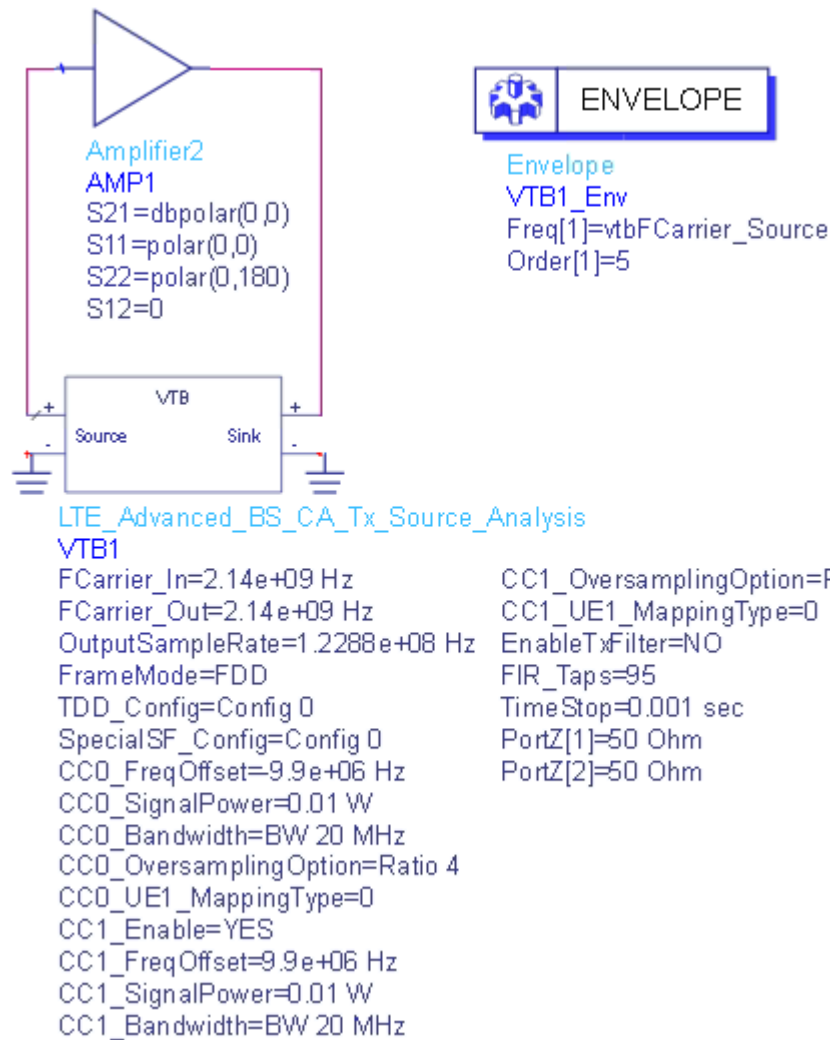 Amplifier2
AMP1
S21=dbpolar(0,0)
S11=polar(0,0)
S22=polar(0,180)
S12=0
ENVELOPE
Envelope
VTB1_Env
Freq[1]=vtbFCarrier_Source
Order[1]=5
VTB
+ +
- Source Sink -
LTE_Advanced_BS_CA_Tx_Source_Analysis
VTB1
FCarrier_In=2.14e+09 Hz
FCarrier_Out=2.14e+09 Hz
OutputSampleRate=1.2288e+08 Hz
FrameMode=FDD
TDD_Config=Config 0
SpecialSF_Config=Config 0
CC0_FreqOffset=-9.9e+06 Hz
CC0_SignalPower=0.01 W
CC0_Bandwidth=BW 20 MHz
CC0_OversamplingOption=Ratio 4
CC0_UE1_MappingType=0
CC1_Enable=YES
CC1_FreqOffset=9.9e+06 Hz
CC1_SignalPower=0.01 W
CC1_Bandwidth=BW 20 MHz
CC1_OversamplingOption=
CC1_UE1_MappingType=0
EnableTxFilter=NO
FIR_Taps=95
TimeStop=0.001 sec
PortZ[1]=50 Ohm
PortZ[2]=50 Ohm